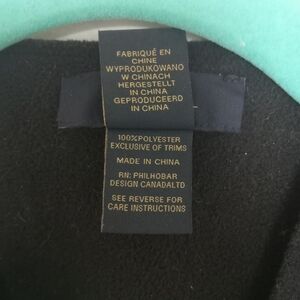 FABRIQUÉ EN
CHINE
WYPRODUKOWANO
W CHINACH
HERGESTELLT
IN CHINA
GEPRODUCEERD
IN CHINA
100%POLYESTER
EXCLUSIVE OF TRIMS
MADE IN CHINA
RN: PHILHOBAR
DESIGN CANADALTD
SEE REVERSE FOR
CARE INSTRUCTIONS